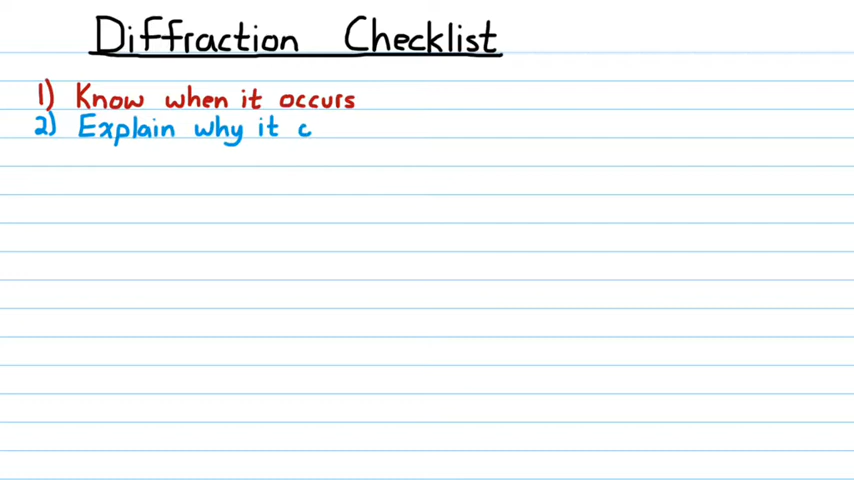 Diffraction Checklist
1) Know when it occurs
2) Explain why it c